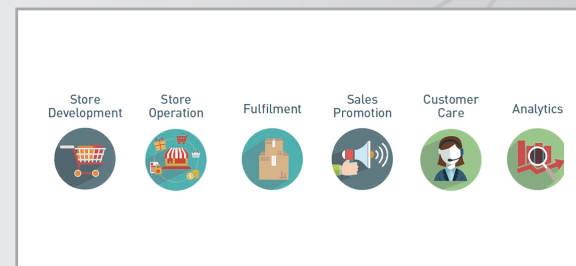 Store
Development
Store
Operation
Fulfilment
Sales
Promotion
Customer
Care
Analytics